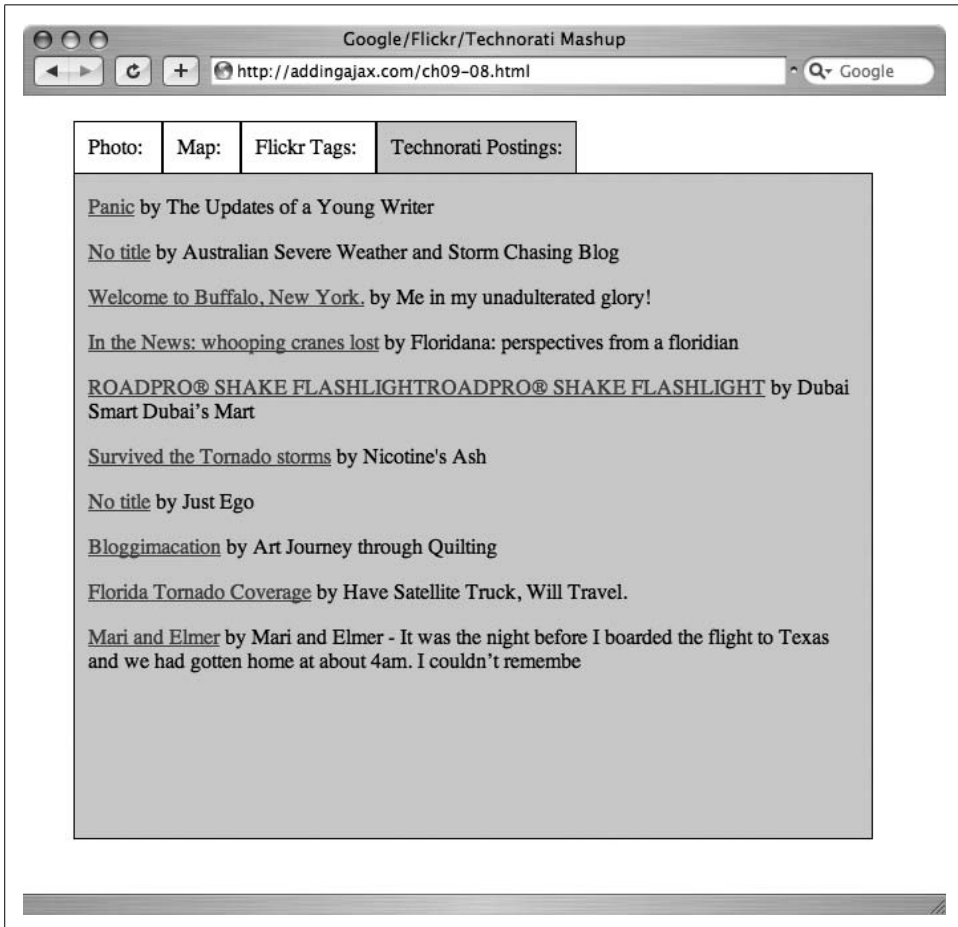 Google/Flickr/Technorati Mashup
http://addingajax.com/ch09-08.html
Google
Photo:
Map:
Flickr Tags:
Technorati Postings:
Panic by The Updates of a Young Writer
No title by Australian Severe Weather and Storm Chasing Blog
Welcome to Buffalo, New York. by Me in my unadulterated glory!
In the News: whooping cranes lost by Floridana: perspectives from a floridian
ROADPRO® SHAKE FLASHLIGHTROADPRO® SHAKE FLASHLIGHT by Dubai
Smart Dubai’s Mart
Survived the Tornado storms by Nicotine's Ash
No title by Just Ego
Bloggimacation by Art Journey through Quilting
Florida Tornado Coverage by Have Satellite Truck, Will Travel.
Mari and Elmer by Mari and Elmer - It was the night before I boarded the flight to Texas
and we had gotten home at about 4am. I couldn’t remembe